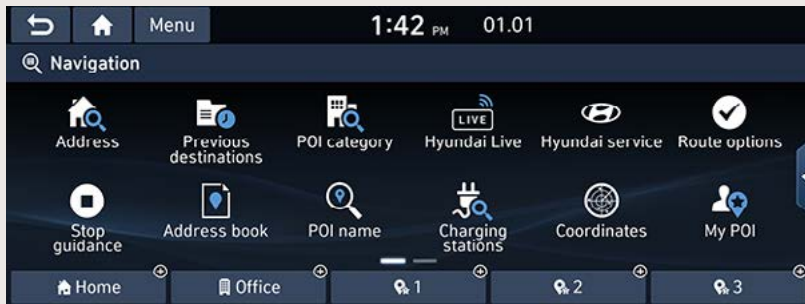 Menu
1:42 PM 01.01
Navigation
Address
Previous
destinations
POI category
LIVE
Hyundai Live
Hyundai service
Route options
Stop
guidance
Address book
POI name
Charging
stations
Coordinates
My POI
Home
Office
1
2
3